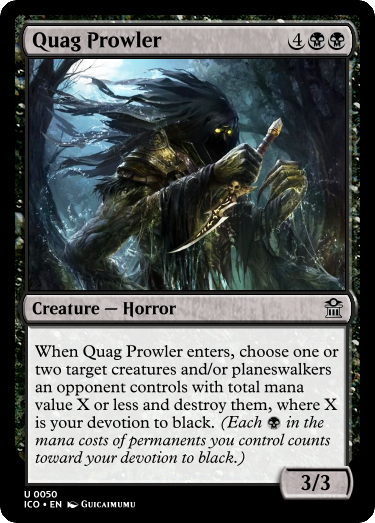 Quag Prowler 4
Creature — Horror
When Quag Prowler enters, choose one or
two target creatures and/or planeswalkers
an opponent controls with total mana
value X or less and destroy them, where X
is your devotion to black. (Each in the
mana costs of permanents you control counts
toward your devotion to black.)
3/3
U 0050
ICO • EN Guicaimumu